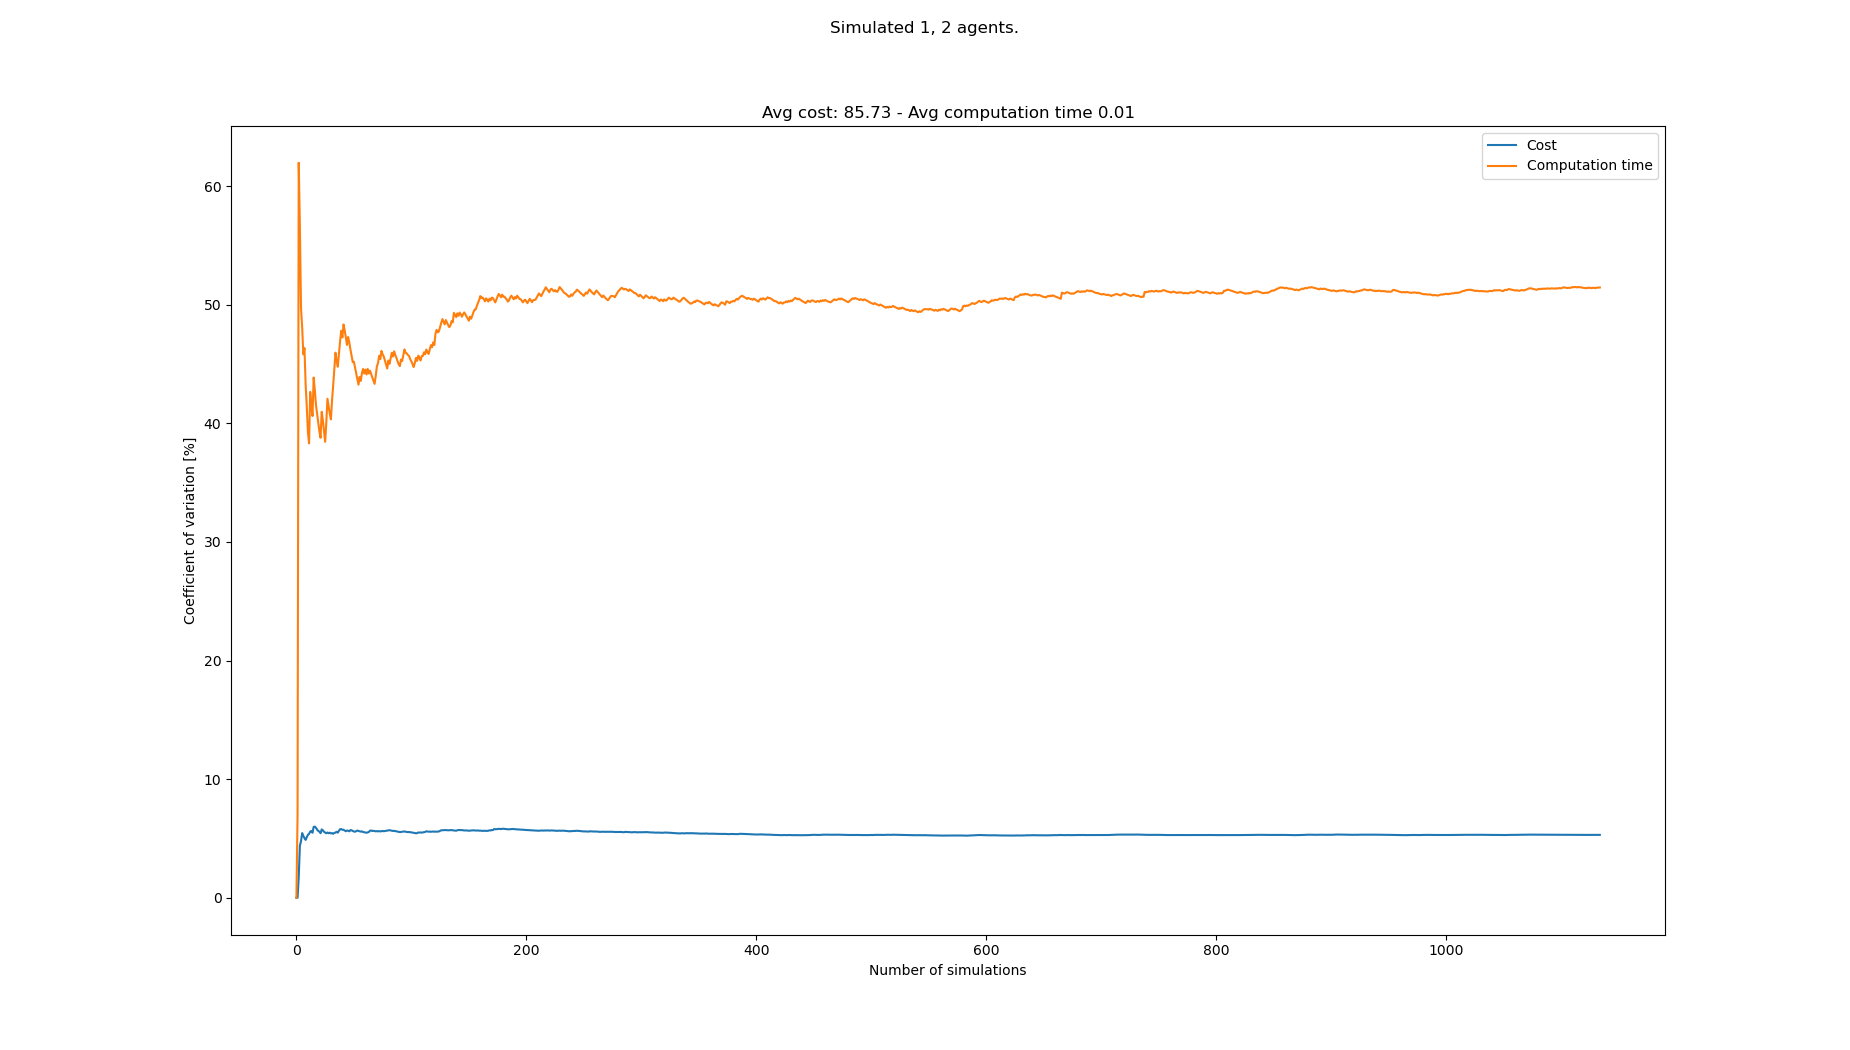 Simulated 1, 2 agents.
Avg cost: 85.73 - Avg computation time 0.01
Cost
Computation time
Coefficient of variation [%]
60
50
40
30
20
10
0
0 200 400 600 800 1000
Number of simulations